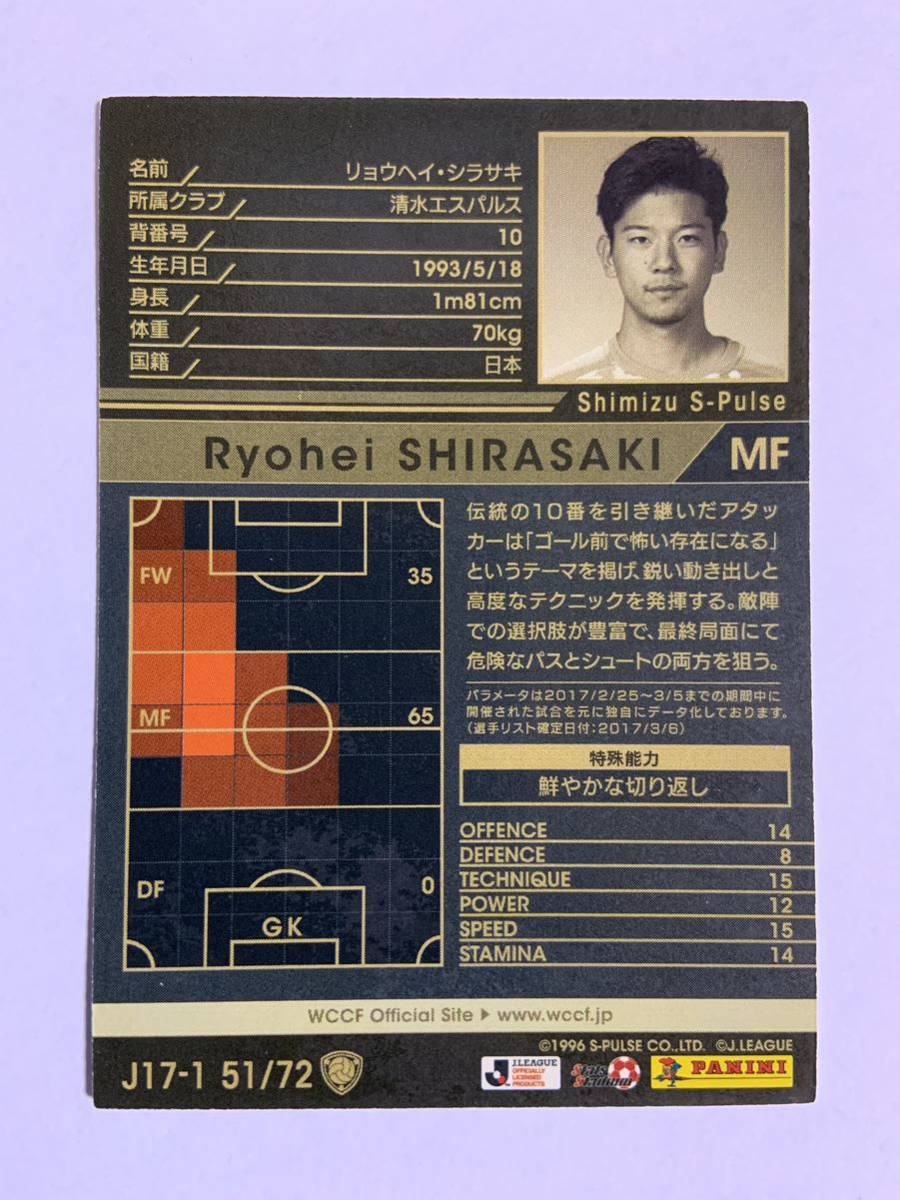 名前 リョウヘイ・シラサキ
所属クラブ 清水エスパルス
背番号 10
生年月日 1993/5/18
身長 1m81cm
体重 70kg
国籍 日本
Shimizu S-Pulse
Ryohei SHIRASAKI MF
FW 35
MF 65
DF 0
GK
伝統の10番を引き継いだアタッ
カーは「ゴール前で怖い存在になる」
というテーマを掲げ、鋭い動き出しと
高度なテクニックを発揮する。敵陣
での選択肢が豊富で、最終局面にて
危険なパスとシュートの両方を狙う。
パラメータは2017/2/25〜3/5までの期間中に
開催された試合を元に独自にデータ化しております。
（選手リスト確定日付：2017/3/6）
特殊能力
鮮やかな切り返し
OFFENCE 14
DEFENCE 8
TECHNIQUE 15
POWER 12
SPEED 15
STAMINA 14
WCCF Official Site ▶ www.wccf.jp
©1996 S-PULSE CO.,LTD. ©J.LEAGUE
J17-1 51/72
J.LEAGUE
OFFICIALLY
LICENSED
PRODUCTS
Stars Stadium
PANINI